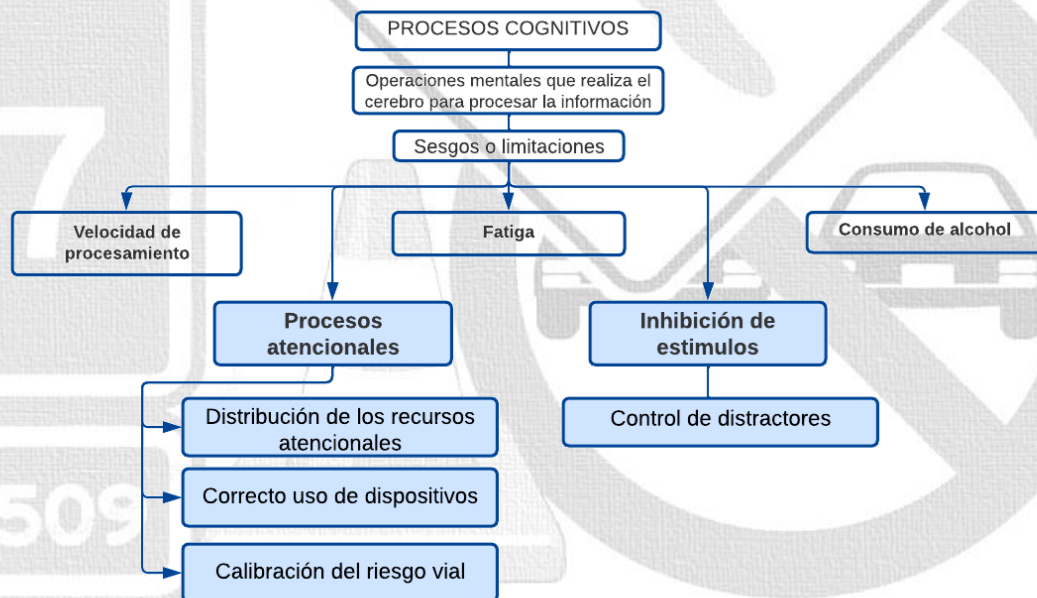 PROCESOS COGNITIVOS
Operaciones mentales que realiza el
cerebro para procesar la información
Sesgos o limitaciones
Velocidad de
procesamiento
Fatiga
Consumo de alcohol
Procesos
atencionales
Inhibición de
estimulos
Distribución de los recursos
atencionales
Control de distractores
Correcto uso de dispositivos
Calibración del riesgo vial
7
509